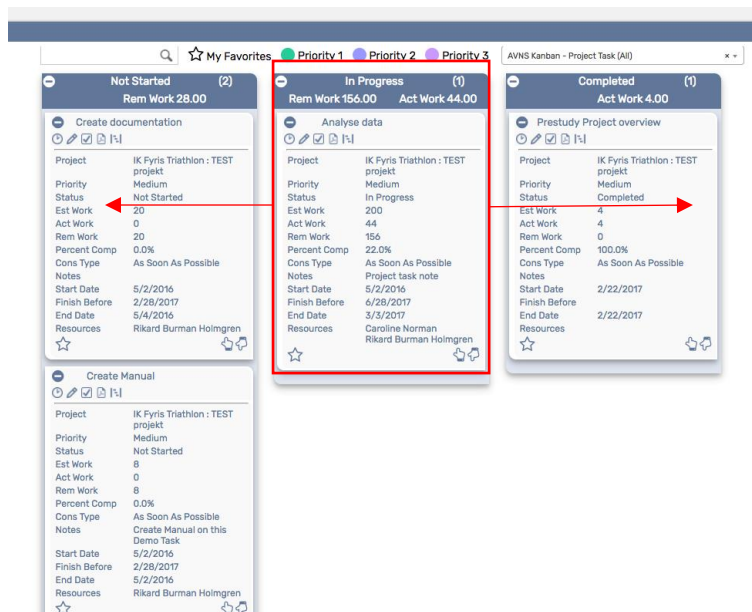 My Favorites Priority 1 Priority 2 Priority 3 AVNS Kanban - Project Task (All)
Not Started (2)
Rem Work 28.00
Create documentation
Project IK Fyris Triathlon : TEST
projekt
Priority Medium
Status Not Started
Est Work 20
Act Work 0
Rem Work 20
Percent Comp 0.0%
Cons Type As Soon As Possible
Notes
Start Date 5/2/2016
Finish Before 2/28/2017
End Date 5/4/2016
Resources Rikard Burman Holmgren
Create Manual
Project IK Fyris Triathlon : TEST
projekt
Priority Medium
Status Not Started
Est Work 8
Act Work 0
Rem Work 8
Percent Comp 0.0%
Cons Type As Soon As Possible
Notes Create Manual on this
Demo Task
Start Date 5/2/2016
Finish Before 2/28/2017
End Date 5/2/2016
Resources Rikard Burman Holmgren
In Progress (1)
Rem Work 156.00 Act Work 44.00
Analyse data
Project IK Fyris Triathlon : TEST
projekt
Priority Medium
Status In Progress
Est Work 200
Act Work 44
Rem Work 156
Percent Comp 22.0%
Cons Type As Soon As Possible
Notes Project task note
Start Date 5/2/2016
Finish Before 6/28/2017
End Date 3/3/2017
Resources Caroline Norman
Rikard Burman Holmgren
Completed (1)
Act Work 4.00
Prestudy Project overview
Project IK Fyris Triathlon : TEST
projekt
Priority Medium
Status Completed
Est Work 4
Act Work 4
Rem Work 0
Percent Comp 100.0%
Cons Type As Soon As Possible
Notes
Start Date 2/22/2017
Finish Before
End Date 2/22/2017
Resources